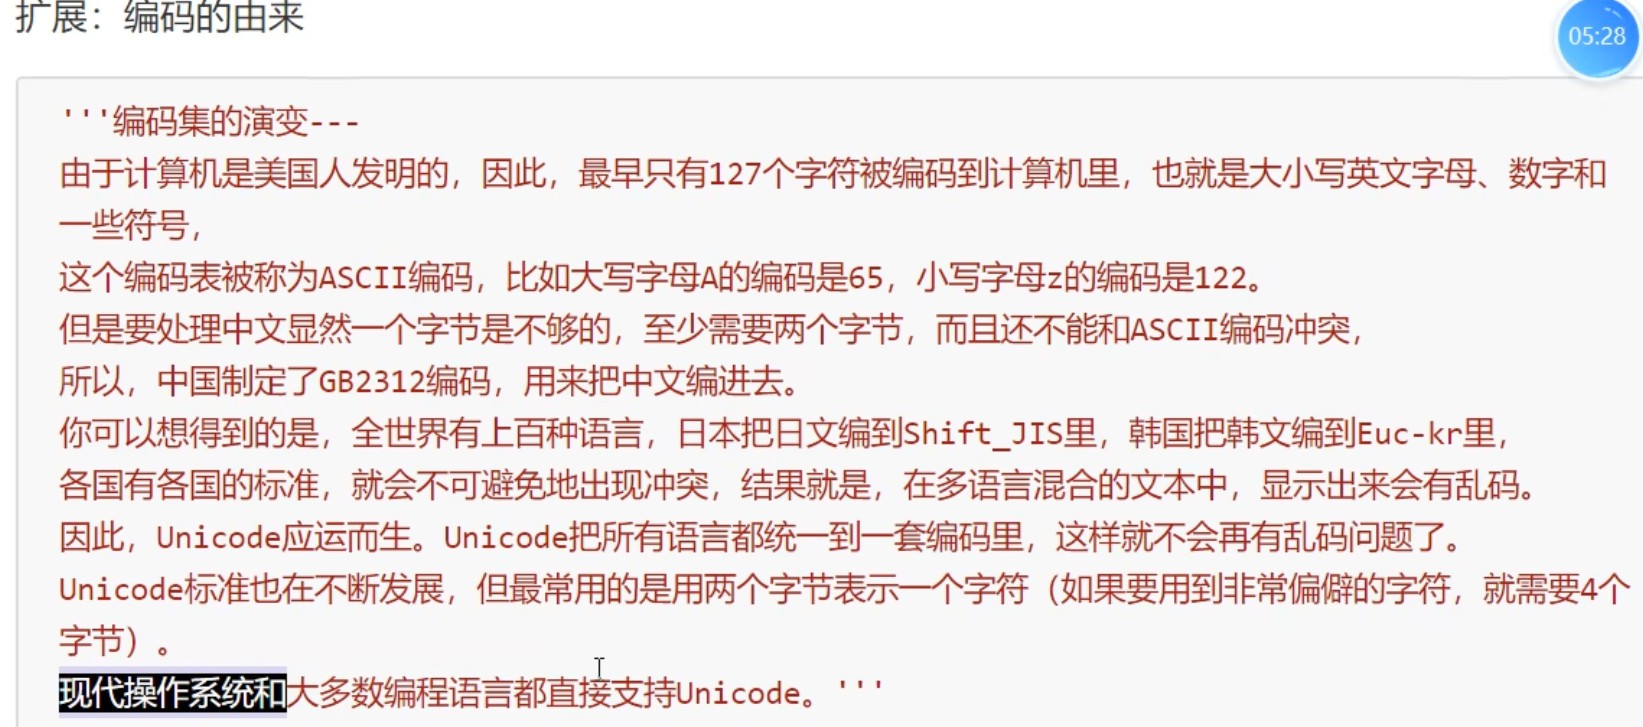 扩展：编码的由来
05:28
'''编码集的演变---
由于计算机是美国人发明的，因此，最早只有127个字符被编码到计算机里，也就是大小写英文字母、数字和
一些符号，
这个编码表被称为ASCII编码，比如大写字母A的编码是65，小写字母z的编码是122。
但是要处理中文显然一个字节是不够的，至少需要两个字节，而且还不能和ASCII编码冲突，
所以，中国制定了GB2312编码，用来把中文编进去。
你可以想得到的是，全世界有上百种语言，日本把日文编到Shift_JIS里，韩国把韩文编到Euc-kr里，
各国有各国的标准，就会不可避免地出现冲突，结果就是，在多语言混合的文本中，显示出来会有乱码。
因此，Unicode应运而生。Unicode把所有语言都统一到一套编码里，这样就不会再有乱码问题了。
Unicode标准也在不断发展，但最常用的是用两个字节表示一个字符（如果要用到非常偏僻的字符，就需要4个
字节）。
现代操作系统和大多数编程语言都直接支持Unicode。'''